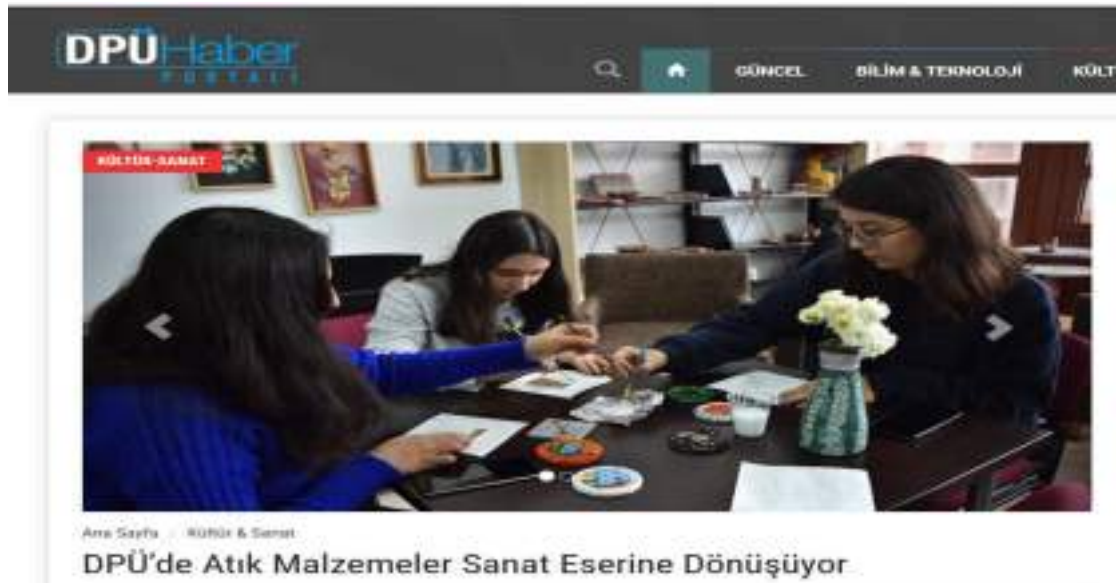 DPÜHaber
PORTALI
GÜNCEL BİLİM & TEKNOLOJİ KÜLT
KÜLTÜR-SANAT
Ana Sayfa Kültür & Sanat
DPÜ'de Atık Malzemeler Sanat Eserine Dönüşüyor